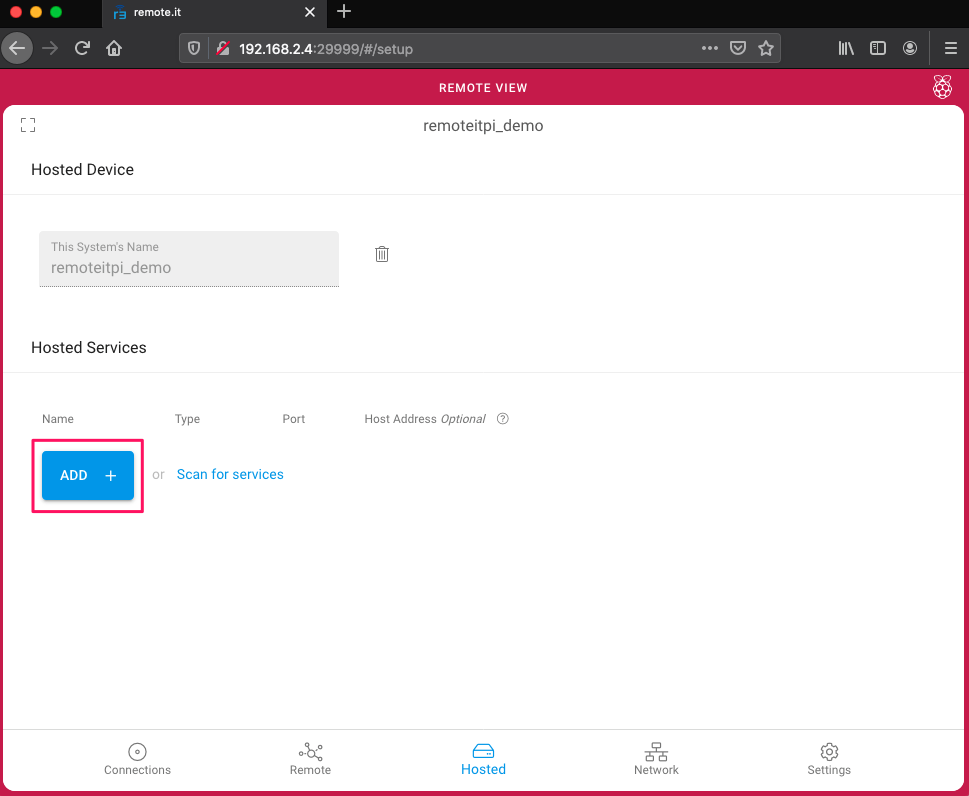 remote.it
192.168.2.4:29999/#/setup
REMOTE VIEW
remoteitpi_demo
Hosted Device
This System's Name
remoteitpi_demo
Hosted Services
Name Type Port Host Address Optional ?
ADD + or Scan for services
Connections Remote Hosted Network Settings